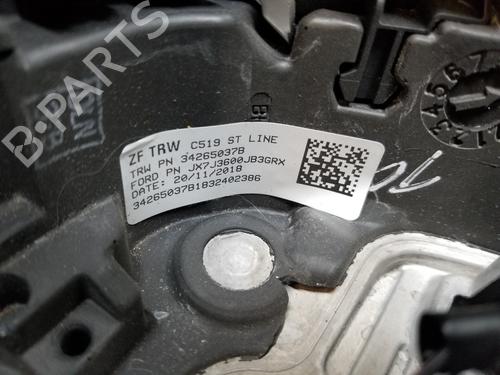 ZF TRW C519 ST LINE
TRW PN 34265037B
FORD PN JX7J3600JB3GRX
DATE: 20/11/2018
34265037B1832402386
B-PARTS